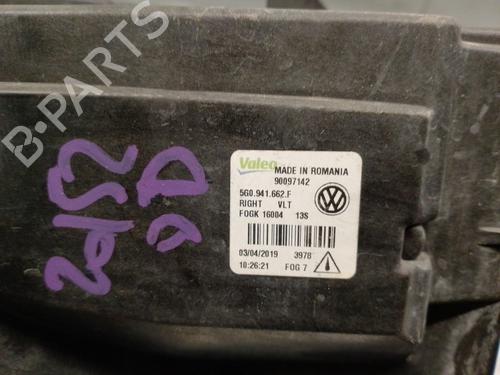 B-PARTS
20152
DD
Valeo
MADE IN ROMANIA
90097142
5G0.941.662.F
RIGHT VLT
FOGK 16004 13S
03/04/2019 3978
10:26:21 FOG 7